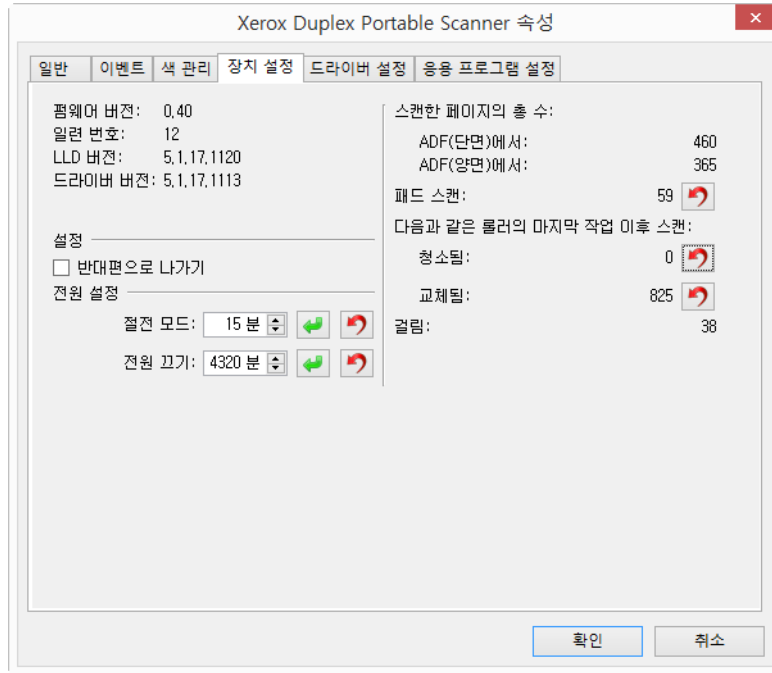 Xerox Duplex Portable Scanner 속성
일반 이벤트 색 관리 장치 설정 드라이버 설정 응용 프로그램 설정
펌웨어 버전: 0.40
일련 번호: 12
LLD 버전: 5.1.17.1120
드라이버 버전: 5.1.17.1113
설정
반대편으로 나가기
전원 설정
절전 모드: 15 분
전원 끄기: 4320 분
스캔한 페이지의 총 수:
ADF(단면)에서: 460
ADF(양면)에서: 365
패드 스캔: 59
다음과 같은 롤러의 마지막 작업 이후 스캔:
청소됨: 0
교체됨: 825
걸림: 38
확인 취소